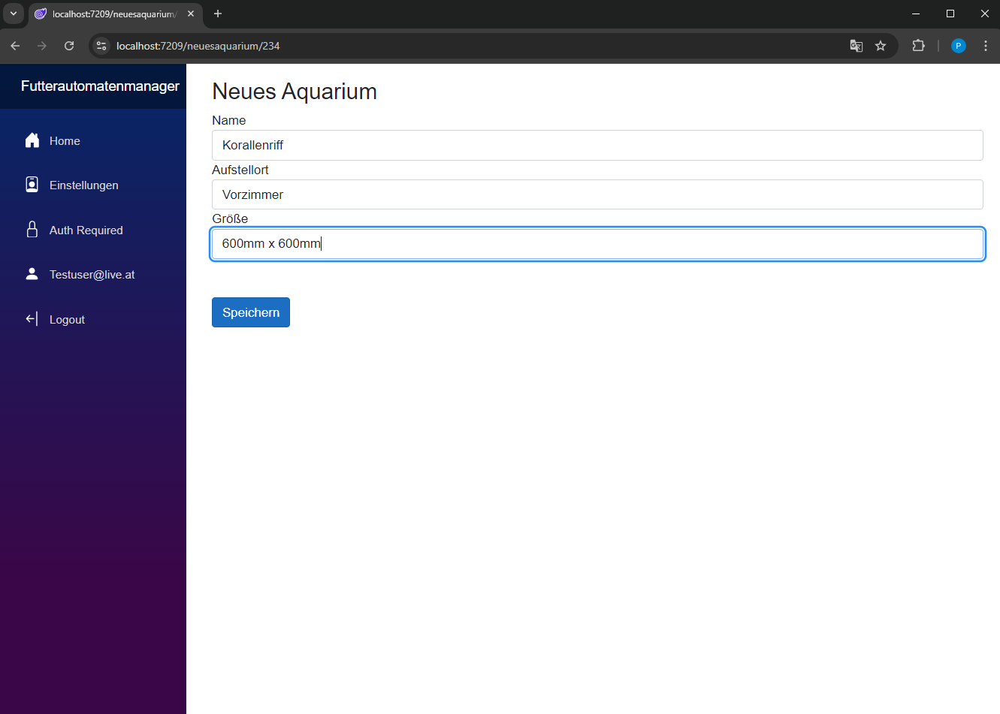 localhost:7209/neuesaquarium/
localhost:7209/neuesaquarium/234
P
Futterautomatenmanager
Home
Einstellungen
Auth Required
Testuser@live.at
Logout
Neues Aquarium
Name
Korallenriff
Aufstellort
Vorzimmer
Größe
600mm x 600mm
Speichern